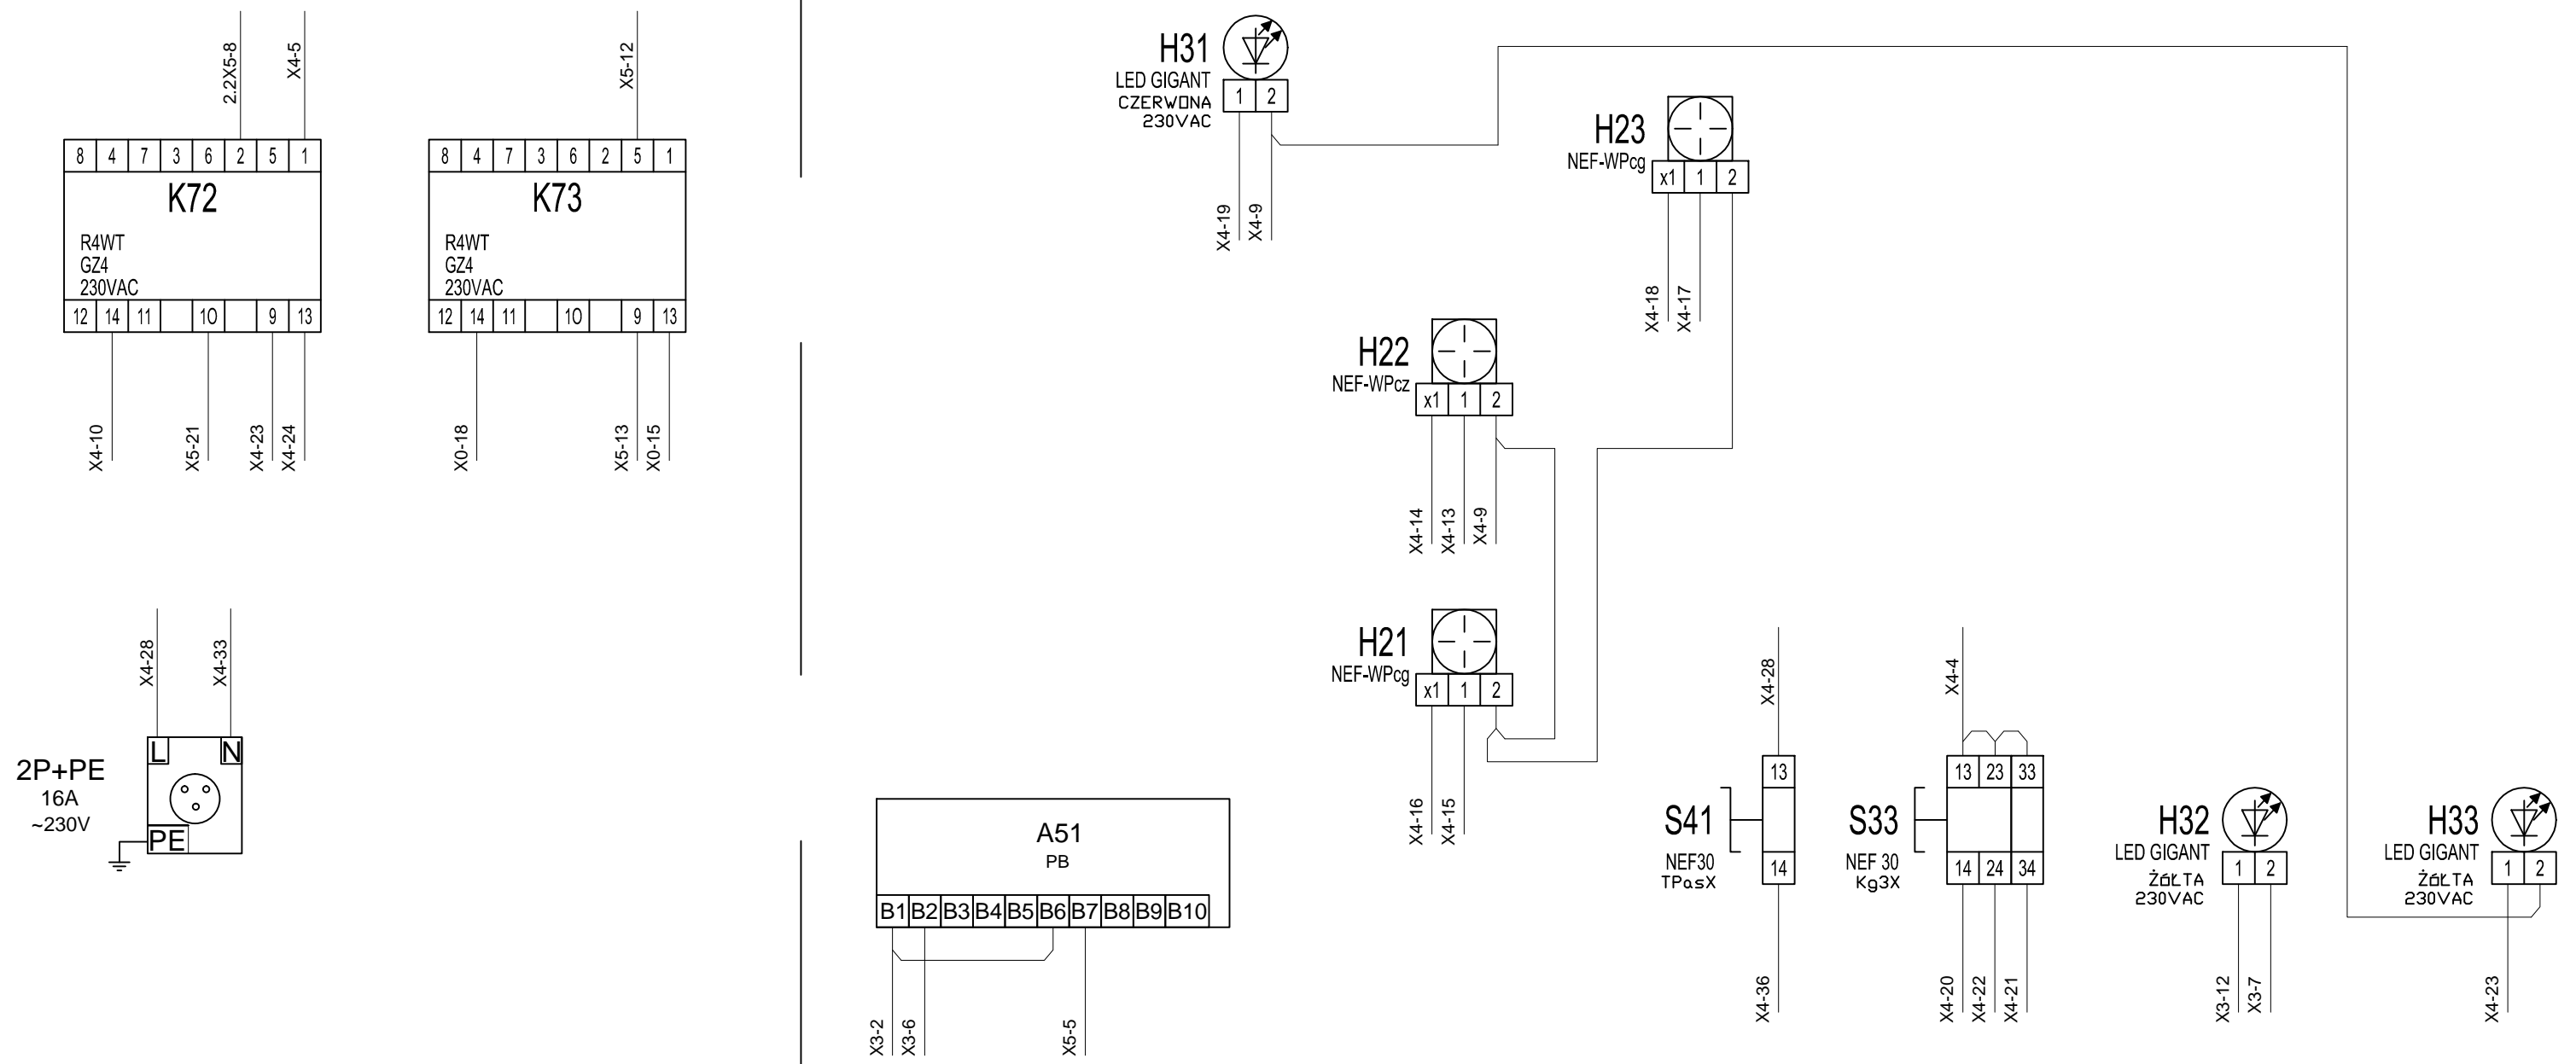 2.2X5-8
X4-5
8 4 7 3 6 2 5 1
K72
R4WT
GZ4
230VAC
12 14 11 10 9 13
X4-10
X5-21
X4-23
X4-24
X5-12
8 4 7 3 6 2 5 1
K73
R4WT
GZ4
230VAC
12 14 11 10 9 13
X0-18
X5-13
X0-15
X4-28
X4-33
L N
2P+PE
16A
~230V
PE
H31
LED GIGANT
CZERWONA
230VAC
1 2
X4-19
X4-9
H23
NEF-WPcg
x1 1 2
X4-18
X4-17
H22
NEF-WPcz
x1 1 2
X4-14
X4-13
X4-9
H21
NEF-WPcg
x1 1 2
X4-16
X4-15
A51
PB
B1 B2 B3 B4 B5 B6 B7 B8 B9 B10
X3-2
X3-6
X5-5
X4-28
13
S41
NEF30
TPasX
14
X4-36
X4-4
13 23 33
S33
NEF 30
Kg3X
14 24 34
X4-20
X4-22
X4-21
H32
LED GIGANT
ŻóŁTA
230VAC
1 2
X3-12
X3-7
H33
LED GIGANT
ŻóŁTA
230VAC
1 2
X4-23